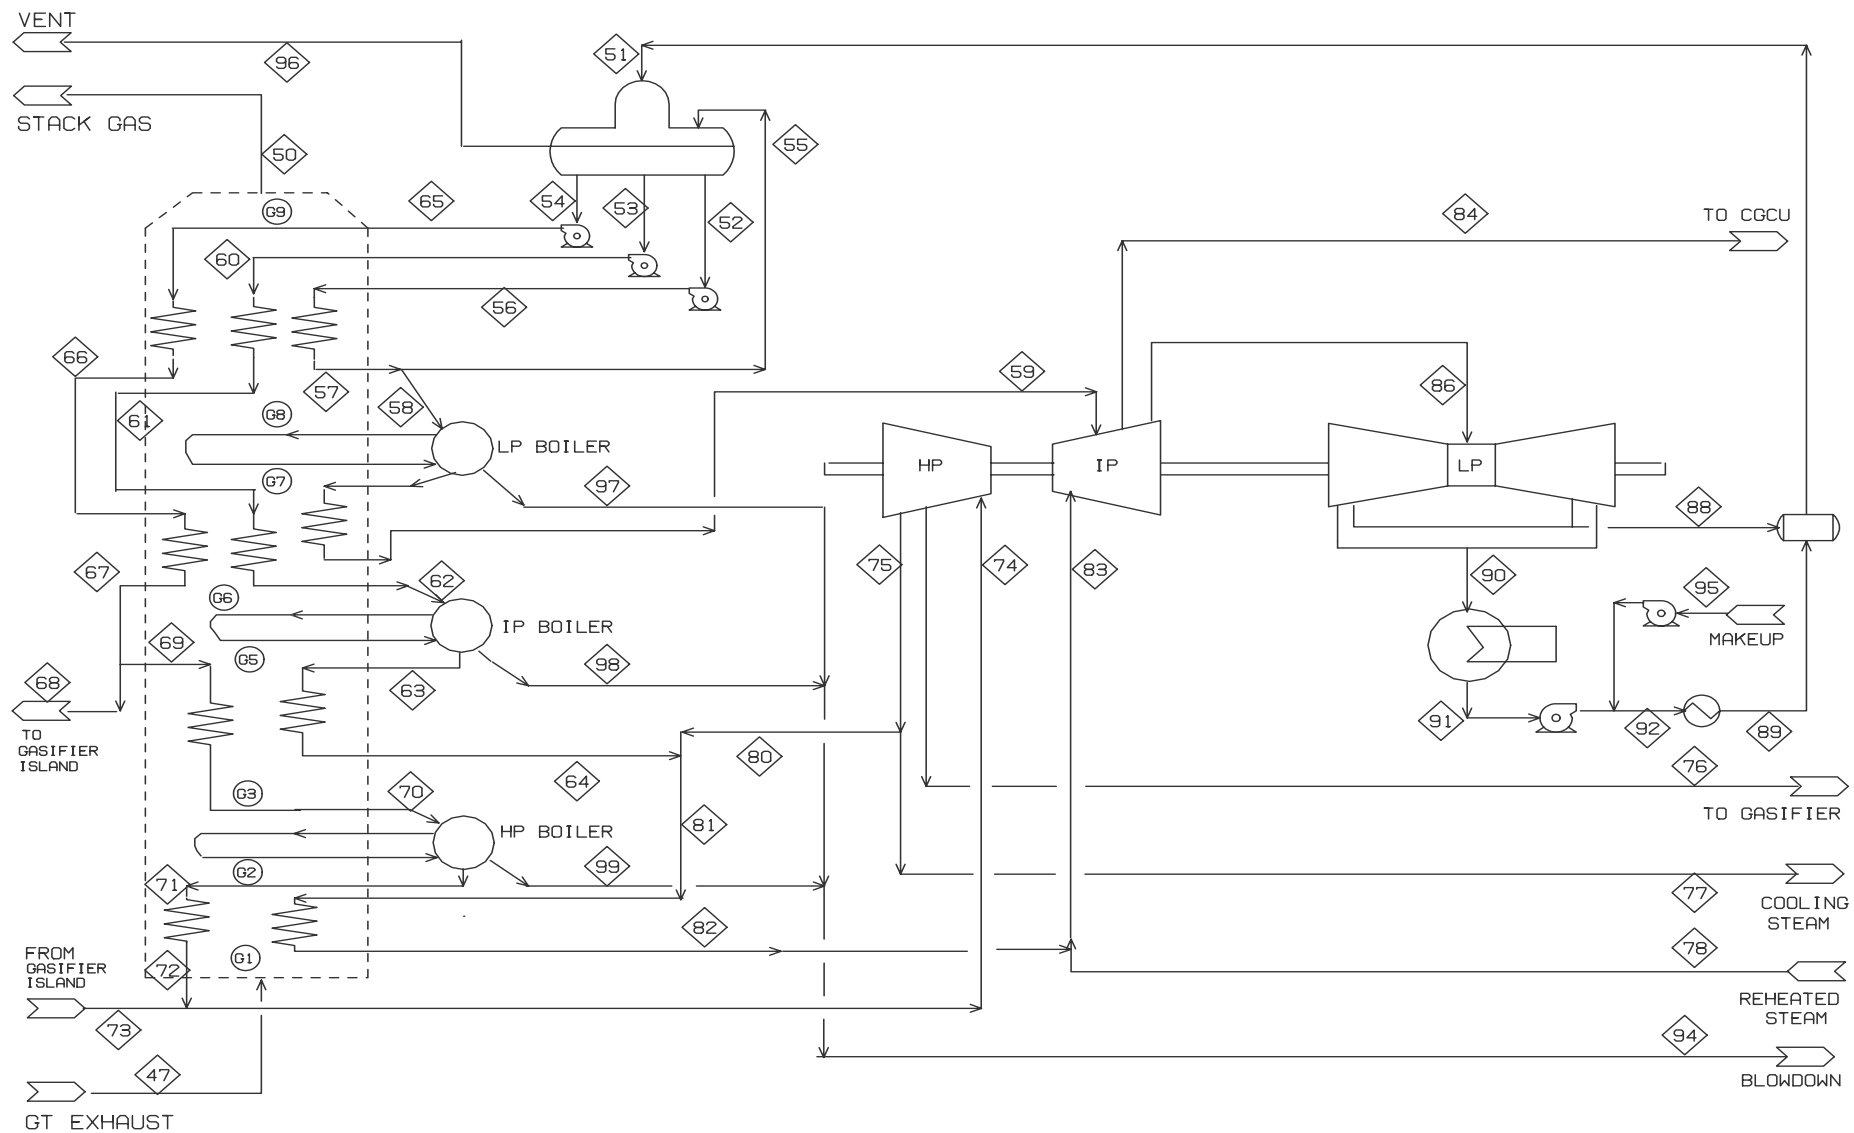 VENT
96
51
STACK GAS
50
55
G9
65
54
53
52
84
TO CGCU
60
56
66
57
58
59
86
61
G8
LP BOILER
HP
IP
LP
G7
97
88
67
62
75
74
83
90
95
G6
IP BOILER
MAKEUP
69
G5
98
68
63
91
92
89
TO
GASIFIER
ISLAND
80
76
64
G3
70
TO GASIFIER
81
HP BOILER
99
G2
71
77
COOLING
STEAM
82
78
FROM
GASIFIER
ISLAND
G1
72
REHEATED
STEAM
73
94
47
BLOWDOWN
GT EXHAUST